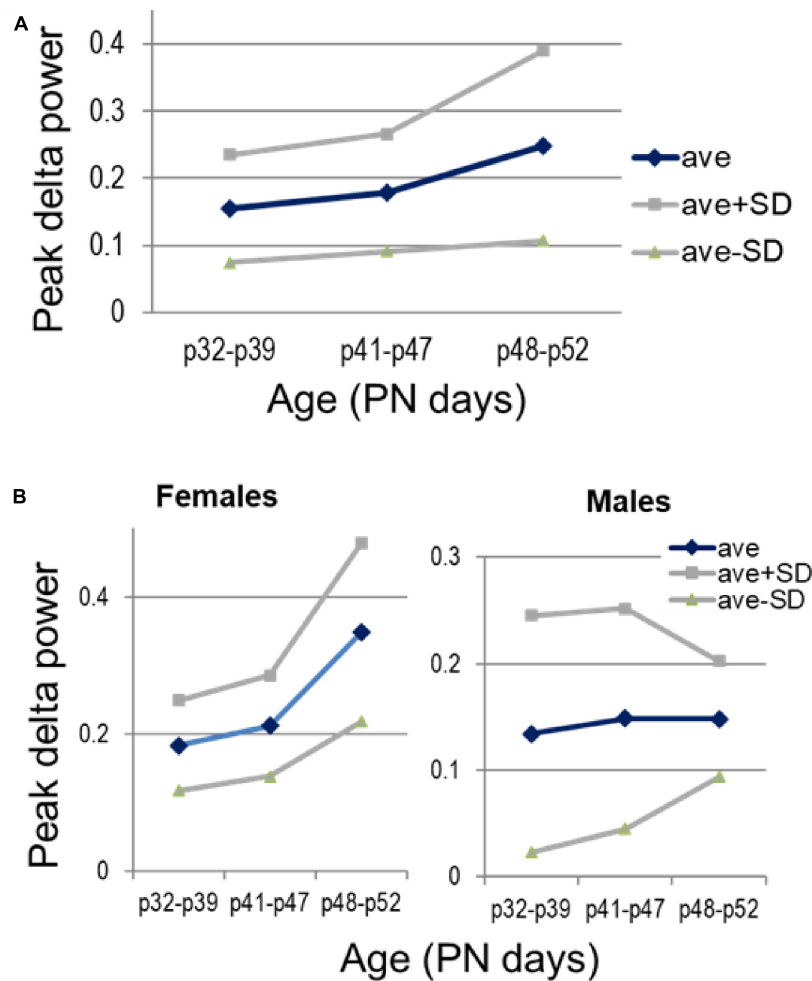 A
Peak delta power
0.4
0.3
0.2
0.1
0
p32-p39 p41-p47 p48-p52
Age (PN days)
ave
ave+SD
ave-SD
B
Females
Peak delta power
0.4
0.2
0
p32-p39 p41-p47 p48-p52
Males
0.3
0.2
0.1
0
p32-p39 p41-p47 p48-p52
ave
ave+SD
ave-SD
Age (PN days)